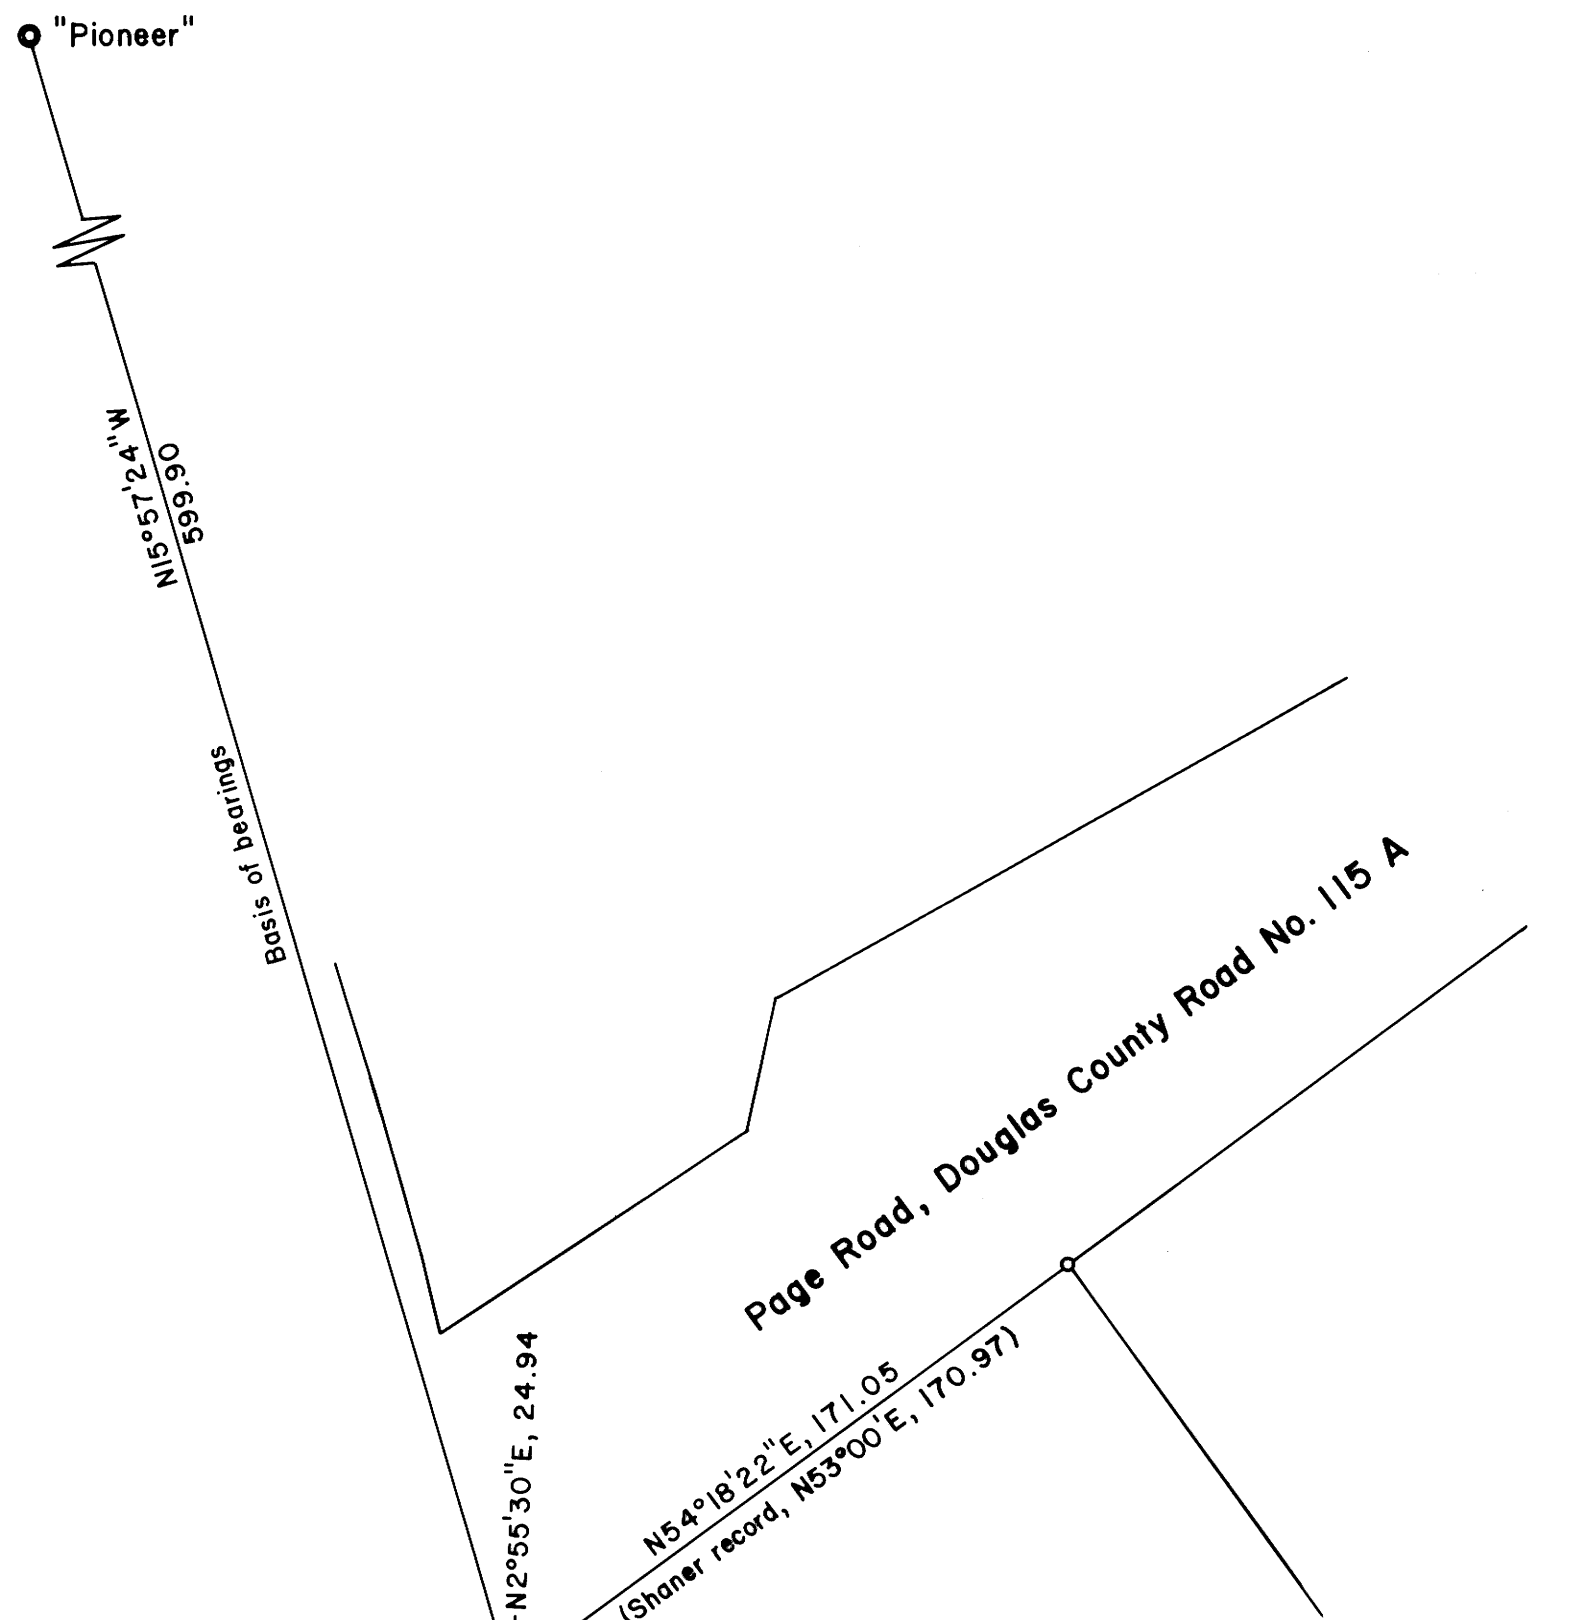 "Pioneer"
N15°57'24"W
599.90
Basis of bearings
Page Road, Douglas County Road No. 115 A
N2°55'30"E, 24.94
N54°18'22"E, 171.05
(Shaner record, N53°00'E, 170.97)